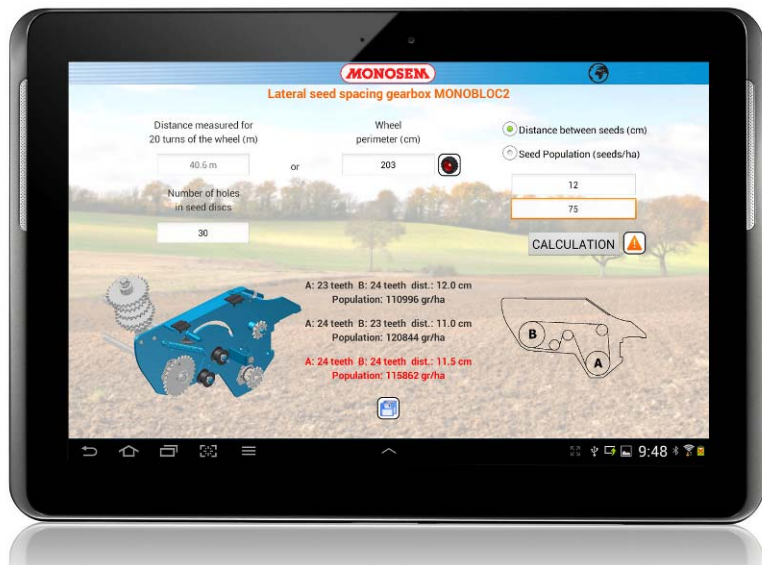 MONOSEM
Lateral seed spacing gearbox MONOBLOC2
Distance measured for
20 turns of the wheel (m)
Wheel
perimeter (cm)
Distance between seeds (cm)
Seed Population (seeds/ha)
40.6 m
or
203
12
75
Number of holes
in seed discs
30
CALCULATION
A: 23 teeth B: 24 teeth dist.: 12.0 cm
Population: 110996 gr/ha
A: 24 teeth B: 23 teeth dist.: 11.0 cm
Population: 120844 gr/ha
A: 24 teeth B: 24 teeth dist.: 11.5 cm
Population: 115862 gr/ha
B
A
9:48